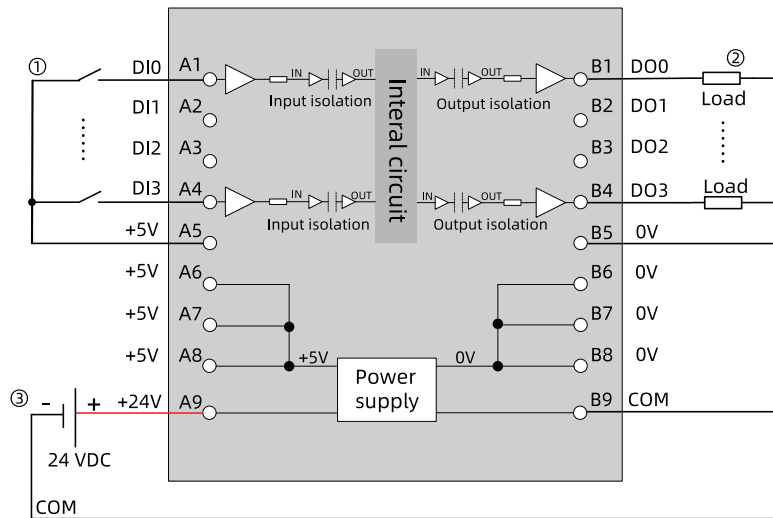 ① DI0 A1 IN OUT IN OUT B1 DO0 ②
Input isolation Output isolation Load
DI1 A2 B2 DO1
DI2 A3 B3 DO2
Interal circuit
DI3 A4 IN OUT IN OUT B4 DO3 Load
Input isolation Output isolation
+5V A5 B5 0V
+5V A6 B6 0V
+5V A7 B7 0V
+5V A8 +5V 0V B8 0V
Power
supply
③ - + +24V A9 B9 COM
24 VDC
COM